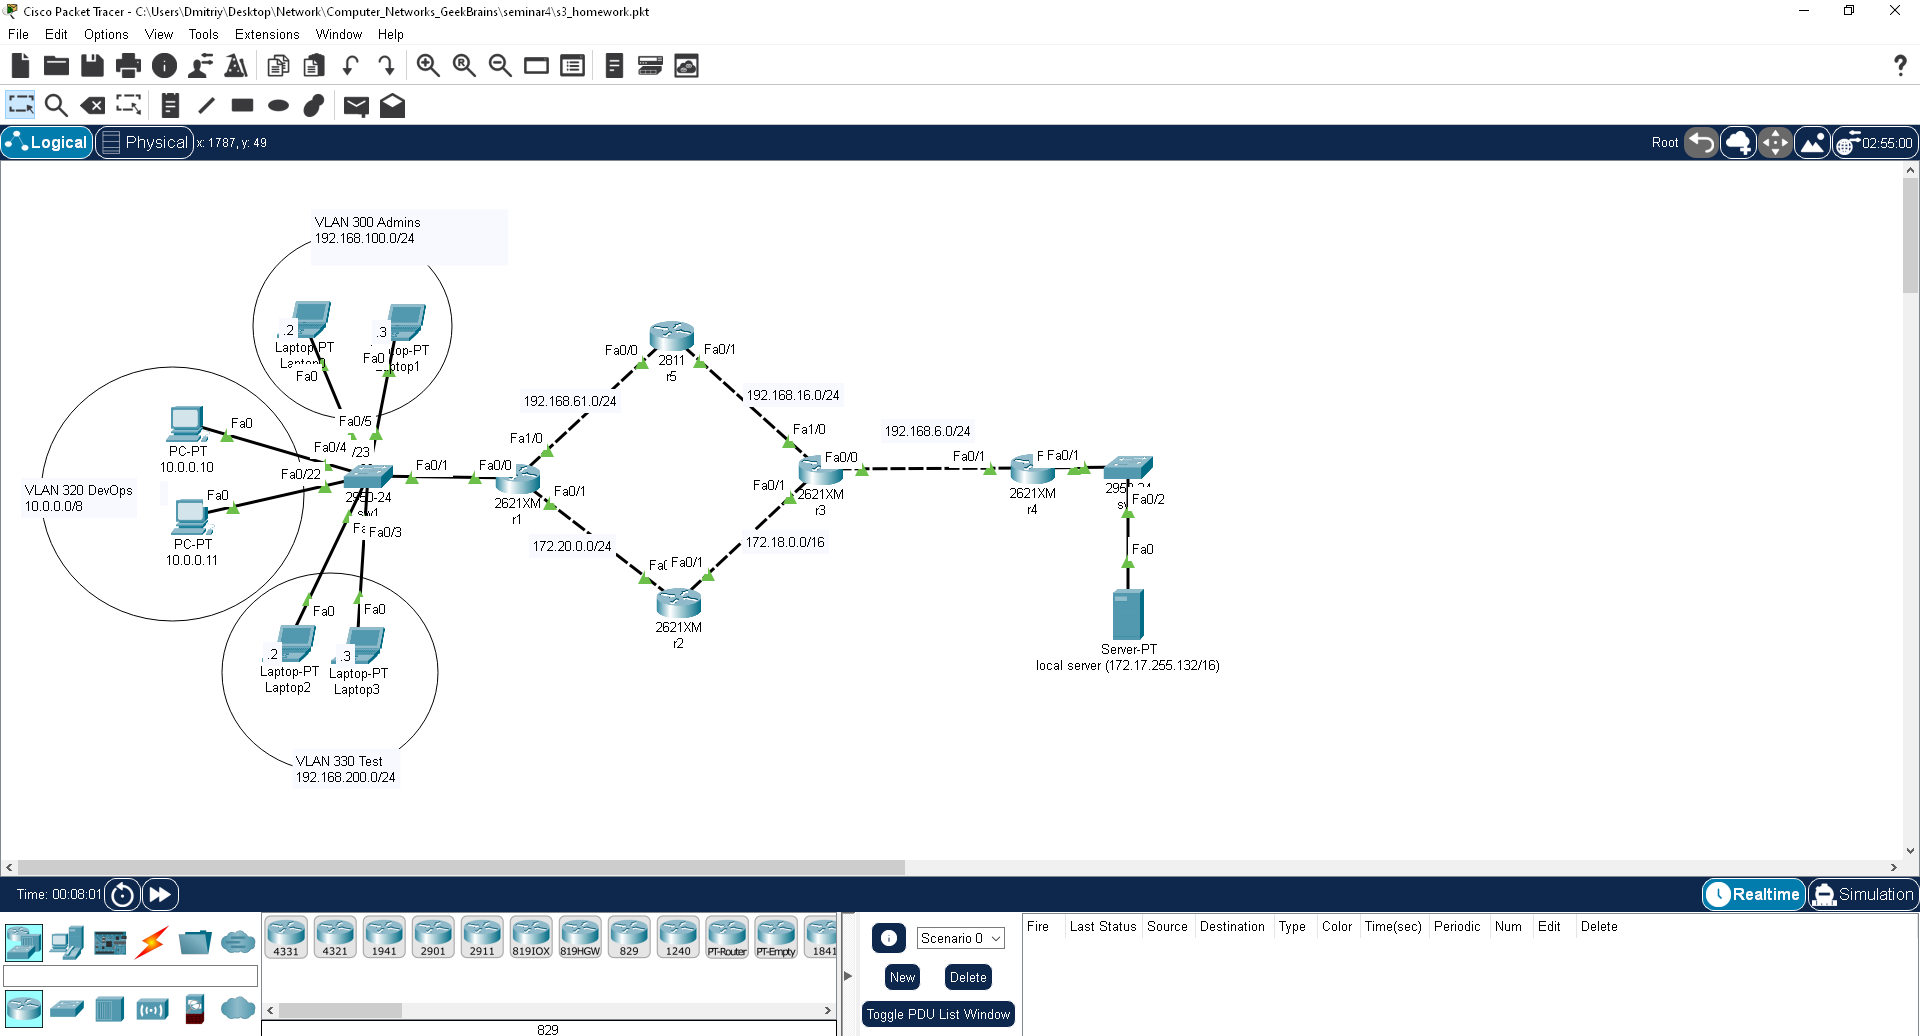 Cisco Packet Tracer - C:\Users\Dmitriy\Desktop\Network\Computer_Networks_GeekBrains\seminar4\s3_homework.pkt
File Edit Options View Tools Extensions Window Help
Logical Physical x: 1787, y: 49 Root 02:55:00
VLAN 300 Admins
192.168.100.0/24
.2
.3
Laptop-PT
Fa0
Fa0
Fa0/5
Fa0
PC-PT
10.0.0.10
Fa0/4
/23
Fa0/22
VLAN 320 DevOps
10.0.0.0/8
Fa0
PC-PT
10.0.0.11
2950-24
sw1
Fa0/1
Fa0/3
Fa0
Fa0
.2
.3
Laptop-PT
Laptop2
Laptop-PT
Laptop3
VLAN 330 Test
192.168.200.0/24
Fa0/0
Fa1/0
Fa0/1
2621XM
r1
192.168.61.0/24
172.20.0.0/24
Fa0/0
Fa0/1
2811
r5
192.168.16.0/24
Fa0/1
2621XM
r2
172.18.0.0/16
Fa1/0
Fa0/0
Fa0/1
2621XM
r3
192.168.6.0/24
Fa0/1
2621XM
r4
Fa0/1
Fa0/2
Fa0
Server-PT
local server (172.17.255.132/16)
Time: 00:08:01
Realtime Simulation
4331 4321 1941 2901 2911 819IOX 819HGW 829 1240 PT-Router PT-Empty 1841
829
Scenario 0
New Delete
Toggle PDU List Window
Fire Last Status Source Destination Type Color Time(sec) Periodic Num Edit Delete